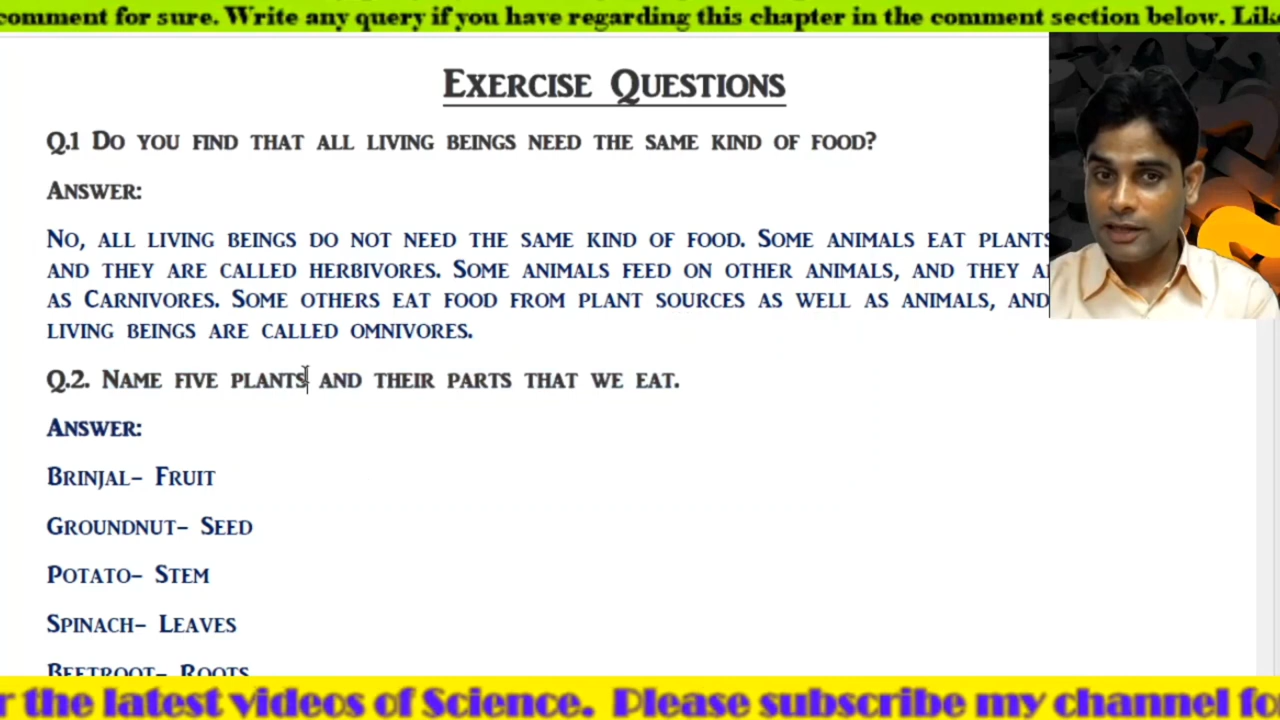 comment for sure. Write any query if you have regarding this chapter in the comment section below. Like
Exercise Questions
Q.1 Do you find that all living beings need the same kind of food?
Answer:
No, all living beings do not need the same kind of food. Some animals eat plants
and they are called herbivores. Some animals feed on other animals, and they
as Carnivores. Some others eat food from plant sources as well as animals, and
living beings are called omnivores.
Q.2. Name five plants and their parts that we eat.
Answer:
Brinjal- Fruit
Groundnut- Seed
Potato- Stem
Spinach- Leaves
Beetroot- Roots
r the latest videos of Science. Please subscribe my channel fo